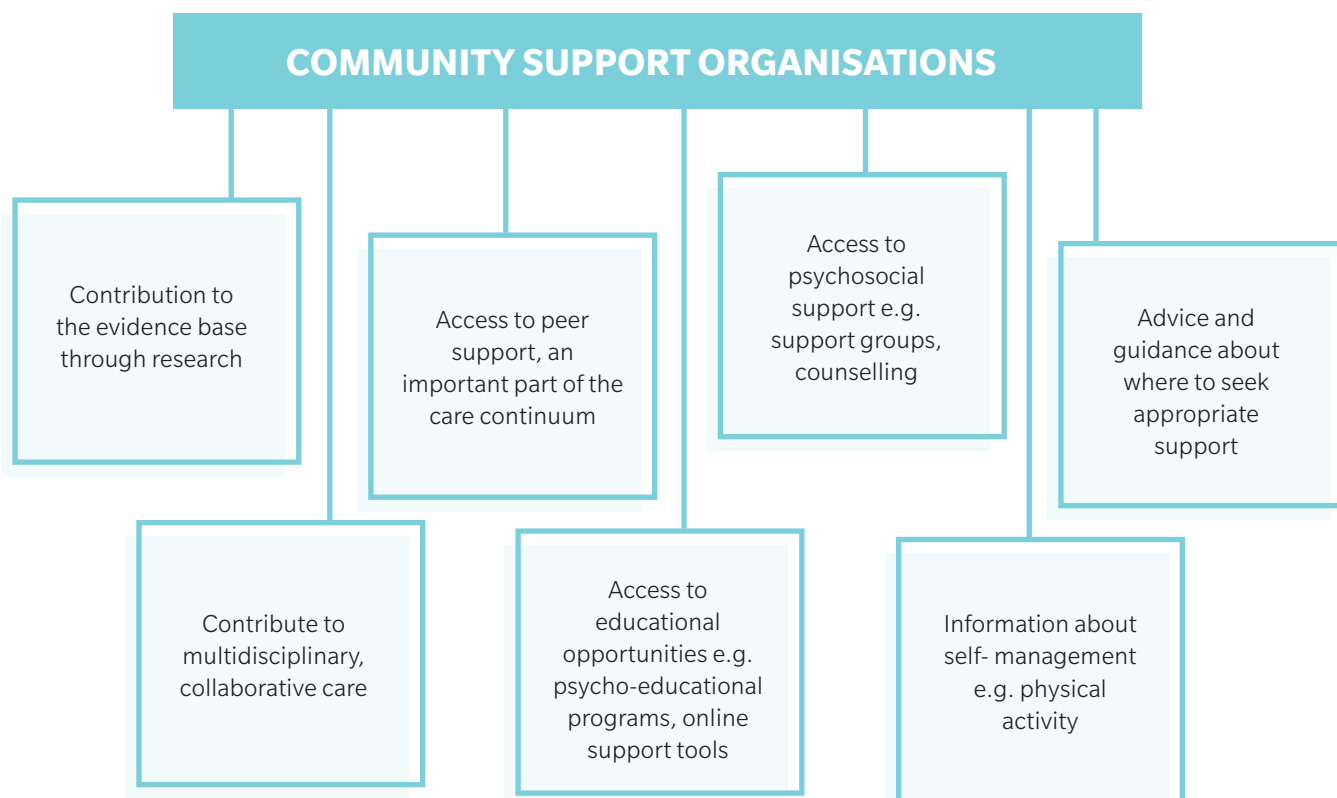 COMMUNITY SUPPORT ORGANISATIONS
Contribution to
the evidence base
through research
Access to peer
support, an
important part of the
care continuum
Access to
psychosocial
support e.g.
support groups,
counselling
Advice and
guidance about
where to seek
appropriate
support
Contribute to
multidisciplinary,
collaborative care
Access to
educational
opportunities e.g.
psycho-educational
programs, online
support tools
Information about
self- management
e.g. physical
activity